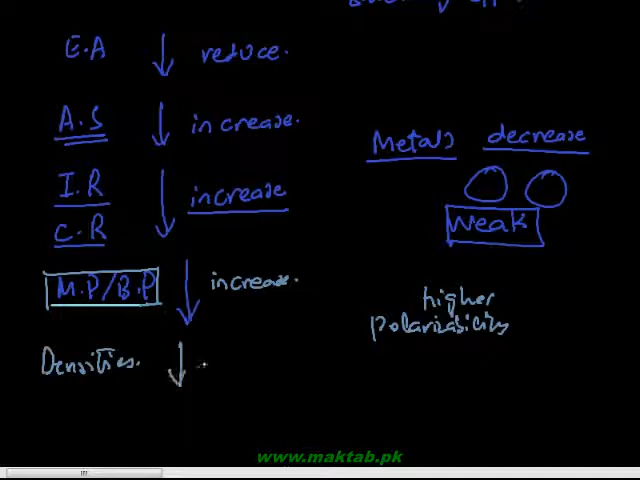 E.A ↓ reduce.
A.S ↓ increase.
I.R ↓ increase
C.R
M.P/B.P ↓ increase.
Densities. ↓
Metals decrease
Weak
higher
polarizability
www.maktab.pk